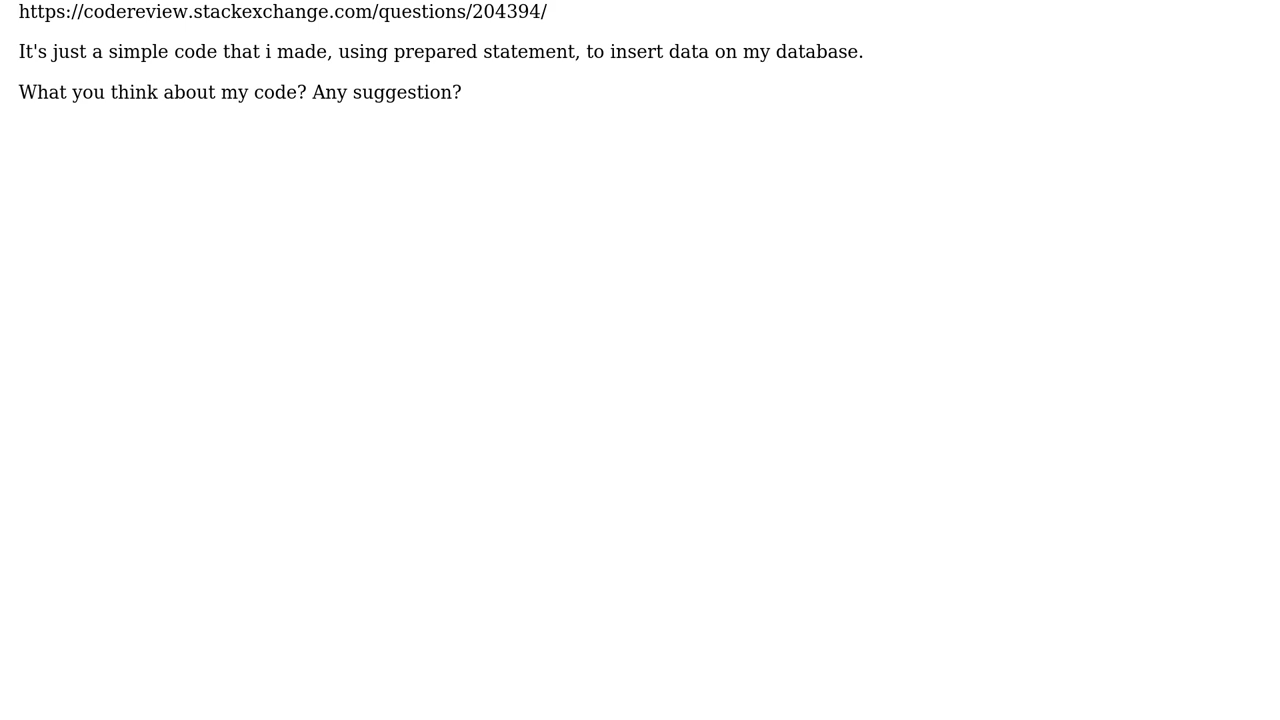 https://codereview.stackexchange.com/questions/204394/
It's just a simple code that i made, using prepared statement, to insert data on my database.
What you think about my code? Any suggestion?